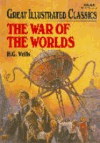 GREAT ILLUSTRATED CLASSICS
THE WAR OF
THE WORLDS
H.G. Wells